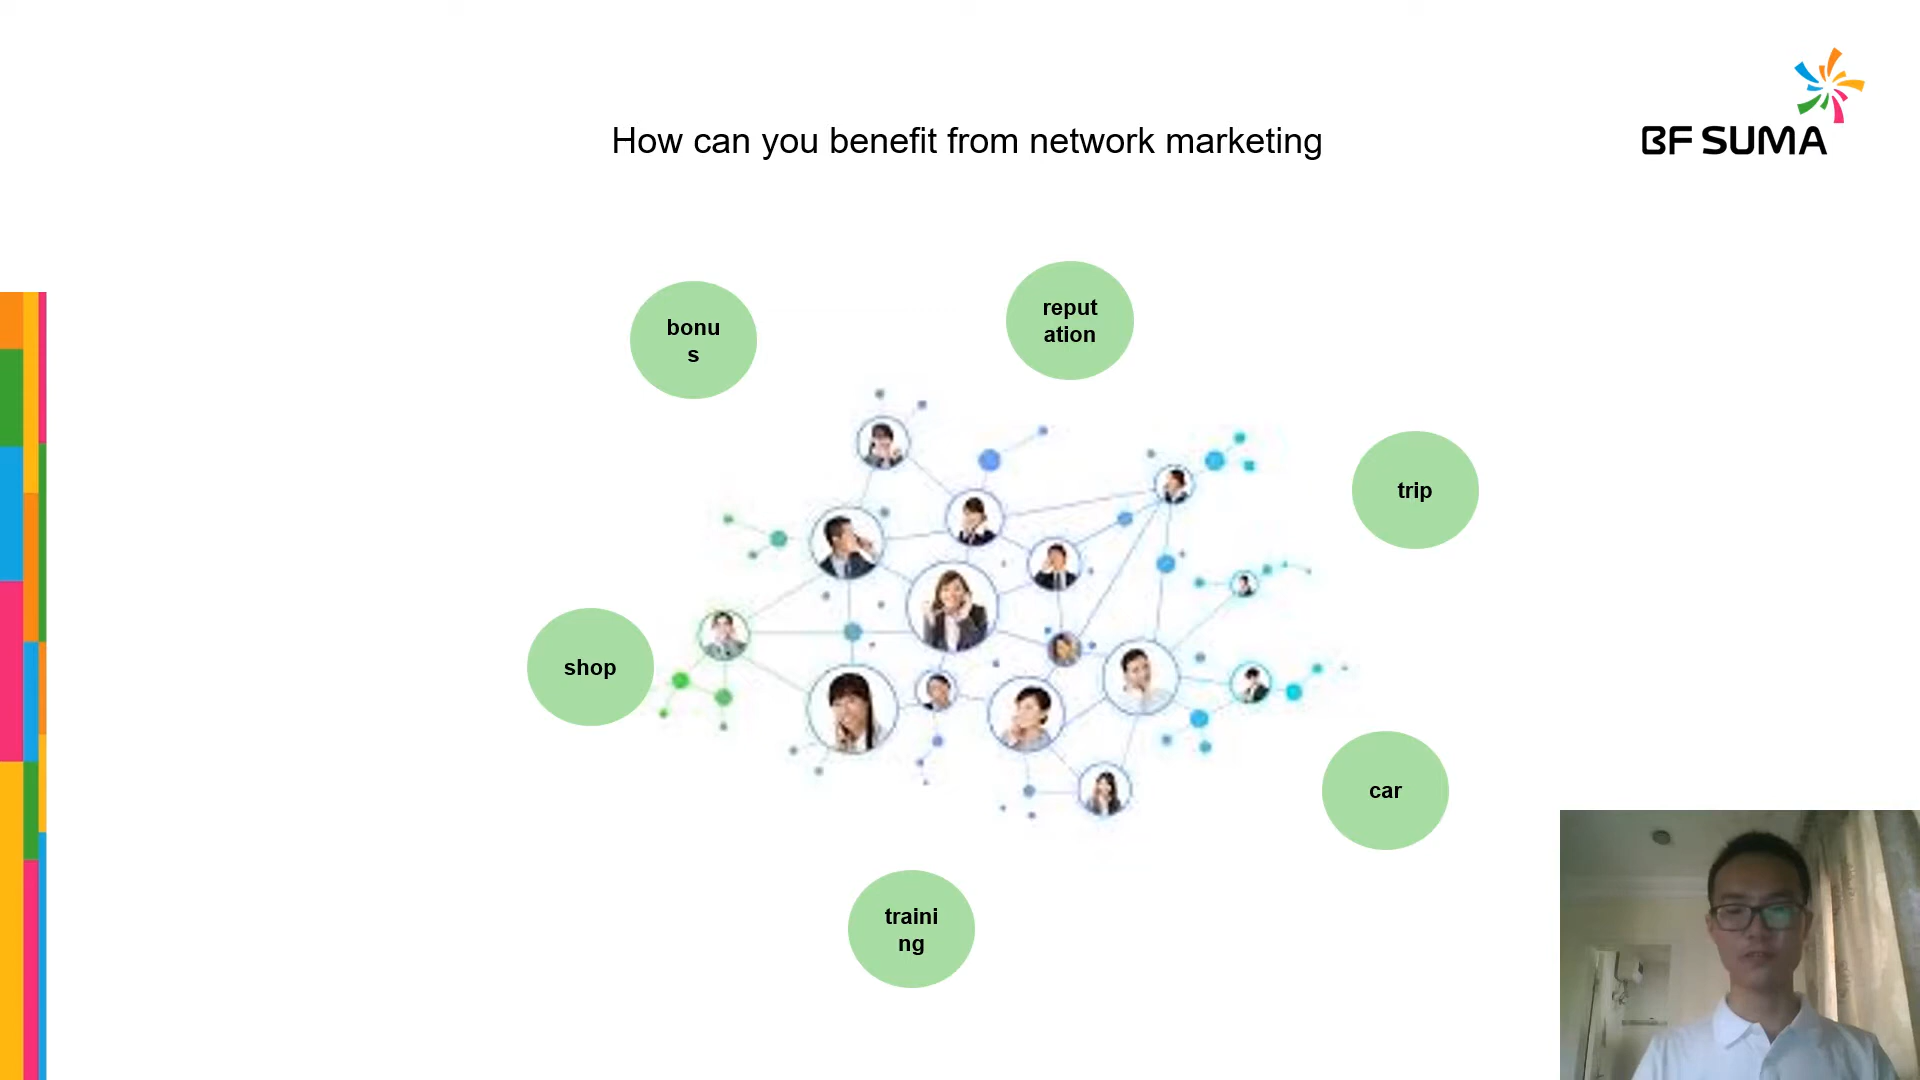 How can you benefit from network marketing
BF SUMA
bonu
s
reput
ation
trip
shop
car
traini
ng